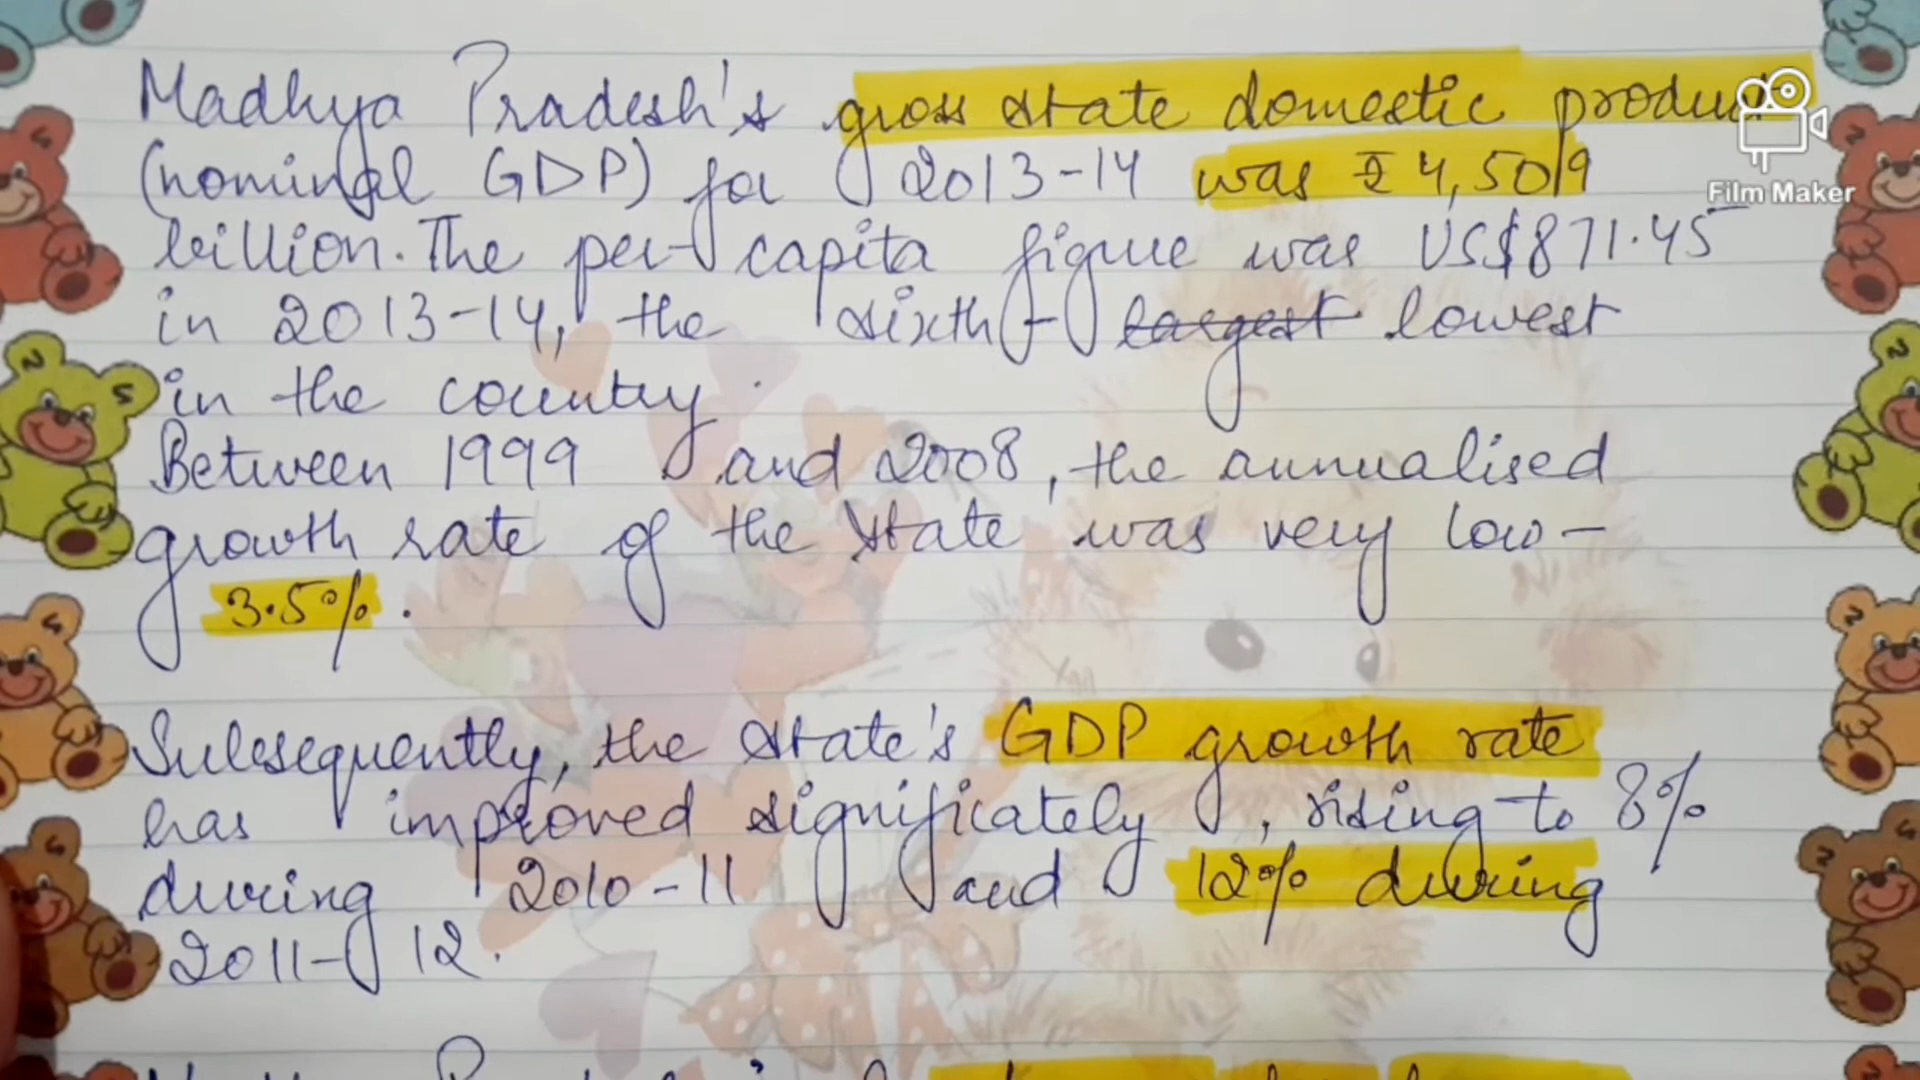 Madhya Pradesh's gross state domestic product
(nominal GDP) for 2013-14 was ₹ 4,509
billion. The per-capita figure was US$871.45
in 2013-14, the sixth- largest lowest
in the country.
Between 1999 and 2008, the annualised
growth rate of the state was very low-
3.5%.
Subsequently, the state's GDP growth rate
has improved significately, rising to 8%
during 2010-11 and 12% during
2011-12.
Film Maker